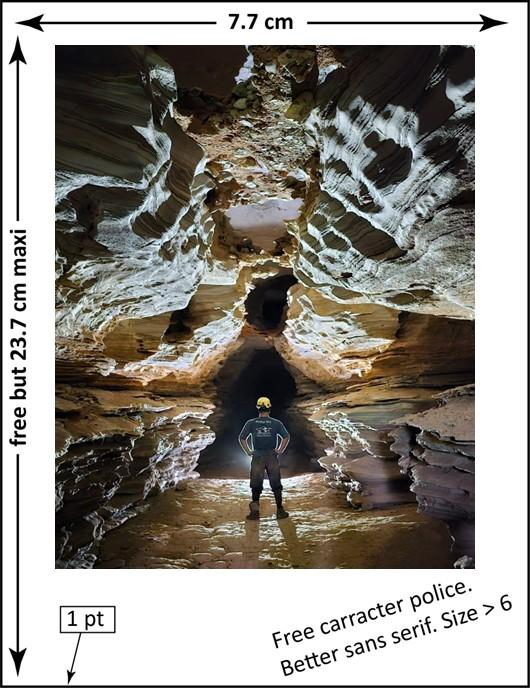 7.7 cm
free but 23.7 cm maxi
1 pt
Free carracter police.
Better sans serif. Size > 6